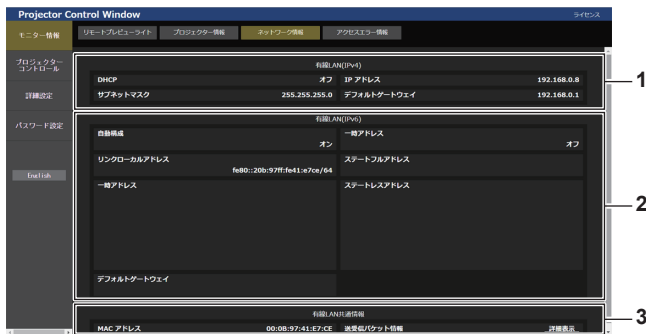 Projector Control Window
ライセンス
モニター情報
リモートプレビューライト プロジェクター情報 ネットワーク情報 アクセスエラー情報
プロジェクター
コントロール
詳細設定
パスワード設定
English
有線LAN(IPv4)
DHCP オフ IP アドレス 192.168.0.8
サブネットマスク 255.255.255.0 デフォルトゲートウェイ 192.168.0.1
1
有線LAN(IPv6)
自動構成 一時アドレス
オン オフ
リンクローカルアドレス ステートフルアドレス
fe80::20b:97ff:fe41:e7ce/64
一時アドレス ステートレスアドレス
2
デフォルトゲートウェイ
有線LAN共通情報
3
MAC アドレス 00:0B:97:41:E7:CE 送受信パケット情報 詳細表示